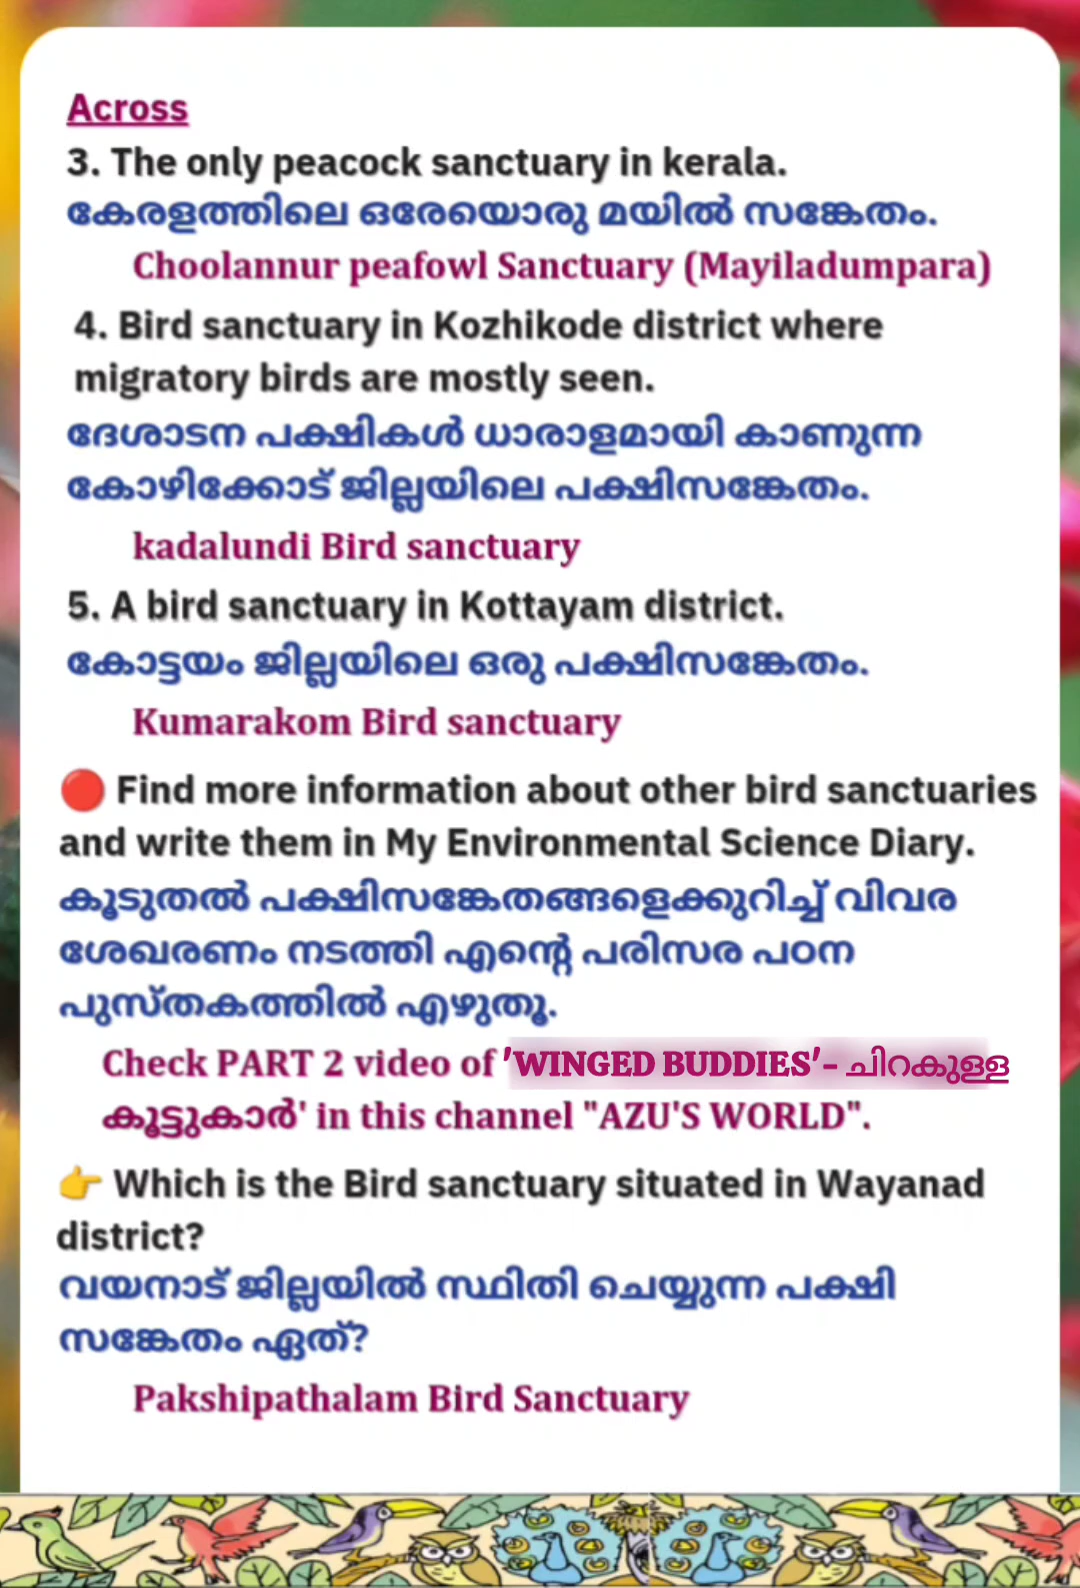 Across
3. The only peacock sanctuary in kerala.
കേരളത്തിലെ ഒരേയൊരു മയിൽ സങ്കേതം.
Choolannur peafowl Sanctuary (Mayiladumpara)
4. Bird sanctuary in Kozhikode district where
migratory birds are mostly seen.
ദേശാടന പക്ഷികൾ ധാരാളമായി കാണുന്ന
കോഴിക്കോട് ജില്ലയിലെ പക്ഷിസങ്കേതം.
kadalundi Bird sanctuary
5. A bird sanctuary in Kottayam district.
കോട്ടയം ജില്ലയിലെ ഒരു പക്ഷിസങ്കേതം.
Kumarakom Bird sanctuary
🔴 Find more information about other bird sanctuaries
and write them in My Environmental Science Diary.
കൂടുതൽ പക്ഷിസങ്കേതങ്ങളെക്കുറിച്ച് വിവര
ശേഖരണം നടത്തി എന്റെ പരിസര പഠന
പുസ്തകത്തിൽ എഴുതൂ.
Check PART 2 video of 'WINGED BUDDIES'- ചിറകുള്ള
കൂട്ടുകാർ' in this channel "AZU'S WORLD".
👉 Which is the Bird sanctuary situated in Wayanad
district?
വയനാട് ജില്ലയിൽ സ്ഥിതി ചെയ്യുന്ന പക്ഷി
സങ്കേതം ഏത്?
Pakshipathalam Bird Sanctuary